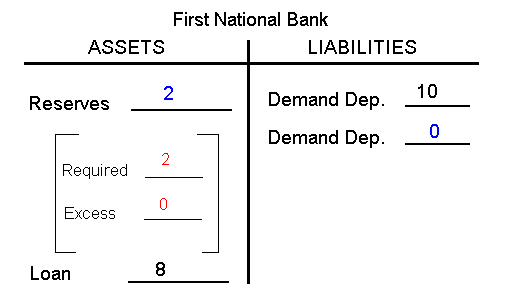 First National Bank
ASSETS LIABILITIES
Reserves 2
Demand Dep. 10
Demand Dep. 0
Required 2
Excess 0
Loan 8